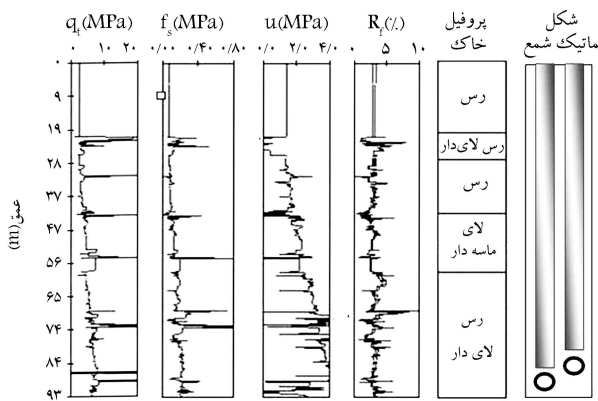 q_t(MPa) f_s(MPa) u(MPa) R_f(٪) پروفیل خاک شکل ماتیک شمع
۰ ۱۰ ۲۰ ۰/۰۰ ۰/۴۰ ۰/۸۰ ۰/۰ ۲/۰ ۴/۰ ۰ ۵ ۱۰
عمق (m)
۰
۹
۱۹
۲۸
۳۷
۴۷
۵۶
۶۵
۷۴
۸۴
۹۳
رس
رس لای‌دار
رس
لای
ماسه دار
رس
لای دار